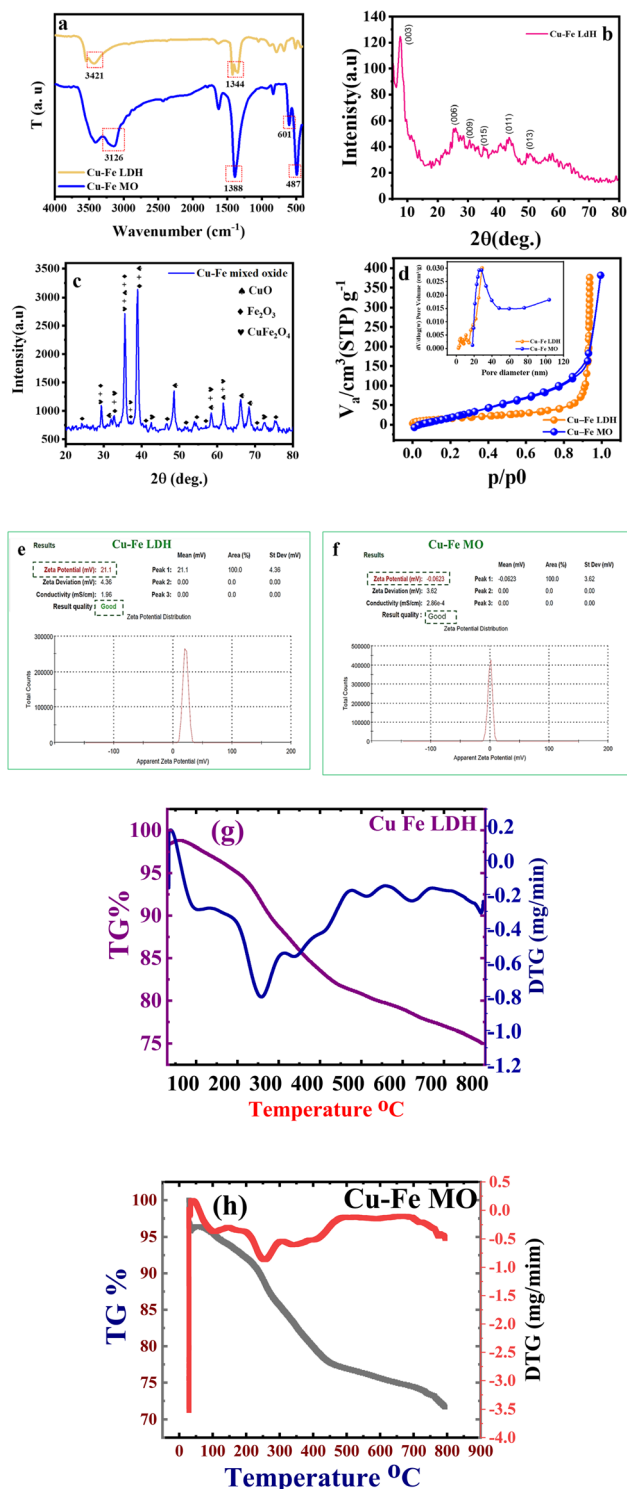 a
3421
1344
3126
601
1388
487
Cu-Fe LDH
Cu-Fe MO
T (a. u)
4000 3500 3000 2500 2000 1500 1000 500
Wavenumber (cm-1)
b
Cu-Fe LdH
(003)
(006)
(009)
(015)
(011)
(013)
140
120
100
80
60
40
20
0
Intenisty(a.u)
10 20 30 40 50 60 70 80
2θ(deg.)
c
Cu-Fe mixed oxide
♠ CuO
♦ Fe2O3
♥ CuFe2O4
3500
3000
2500
2000
1500
1000
500
Intensity(a.u)
20 30 40 50 60 70 80
2θ (deg.)
d
400
350
300
250
200
150
100
50
0
-50
Va/cm3(STP) g-1
0.030
0.025
0.020
0.015
0.010
0.005
0.000
dV/dlog(w) Pore Volume (cm³/g)
Cu-Fe LDH
Cu-Fe MO
0 20 40 60 80 100 120
Pore diameter (nm)
Cu–Fe LDH
Cu–Fe MO
0.0 0.2 0.4 0.6 0.8 1.0
p/p0
e
Results
Cu-Fe LDH
Mean (mV) Area (%) St Dev (mV)
Zeta Potential (mV): 21.1 Peak 1: 21.1 100.0 4.36
Zeta Deviation (mV): 4.36 Peak 2: 0.00 0.0 0.00
Conductivity (mS/cm): 1.96 Peak 3: 0.00 0.0 0.00
Result quality : Good
Zeta Potential Distribution
300000
200000
100000
0
Total Counts
-100 0 100 200
Apparent Zeta Potential (mV)
f
Results
Cu-Fe MO
Mean (mV) Area (%) St Dev (mV)
Zeta Potential (mV): -0.0623 Peak 1: -0.0623 100.0 3.62
Zeta Deviation (mV): 3.62 Peak 2: 0.00 0.0 0.00
Conductivity (mS/cm): 2.86e-4 Peak 3: 0.00 0.0 0.00
Result quality : Good
Zeta Potential Distribution
500000
400000
300000
200000
100000
0
Total Counts
-100 0 100 200
Apparent Zeta Potential (mV)
(g)
Cu Fe LDH
100
95
90
85
80
75
TG%
0.2
0.0
-0.2
-0.4
-0.6
-0.8
-1.0
-1.2
DTG (mg/min)
100 200 300 400 500 600 700 800
Temperature ⁰C
(h)
Cu-Fe MO
100
95
90
85
80
75
70
TG %
0.5
0.0
-0.5
-1.0
-1.5
-2.0
-2.5
-3.0
-3.5
-4.0
DTG (mg/mim)
0 100 200 300 400 500 600 700 800 900
Temperature ⁰C